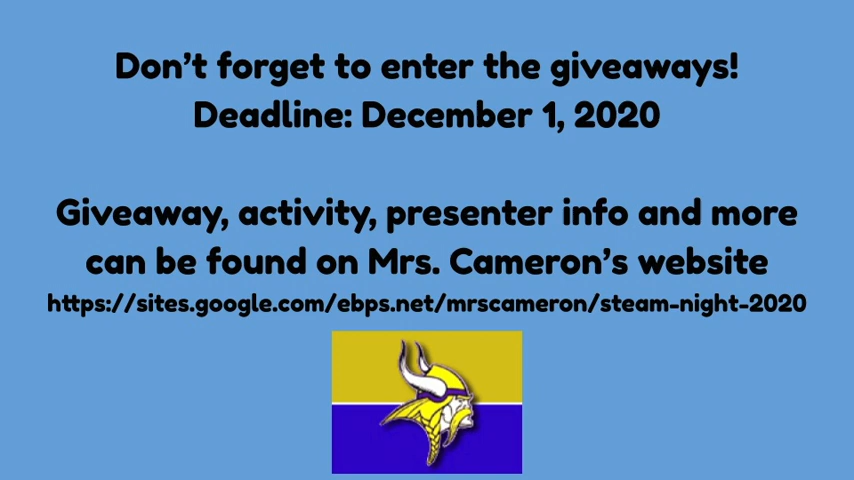 Don't forget to enter the giveaways!
Deadline: December 1, 2020
Giveaway, activity, presenter info and more
can be found on Mrs. Cameron's website
https://sites.google.com/ebps.net/mrscameron/steam-night-2020